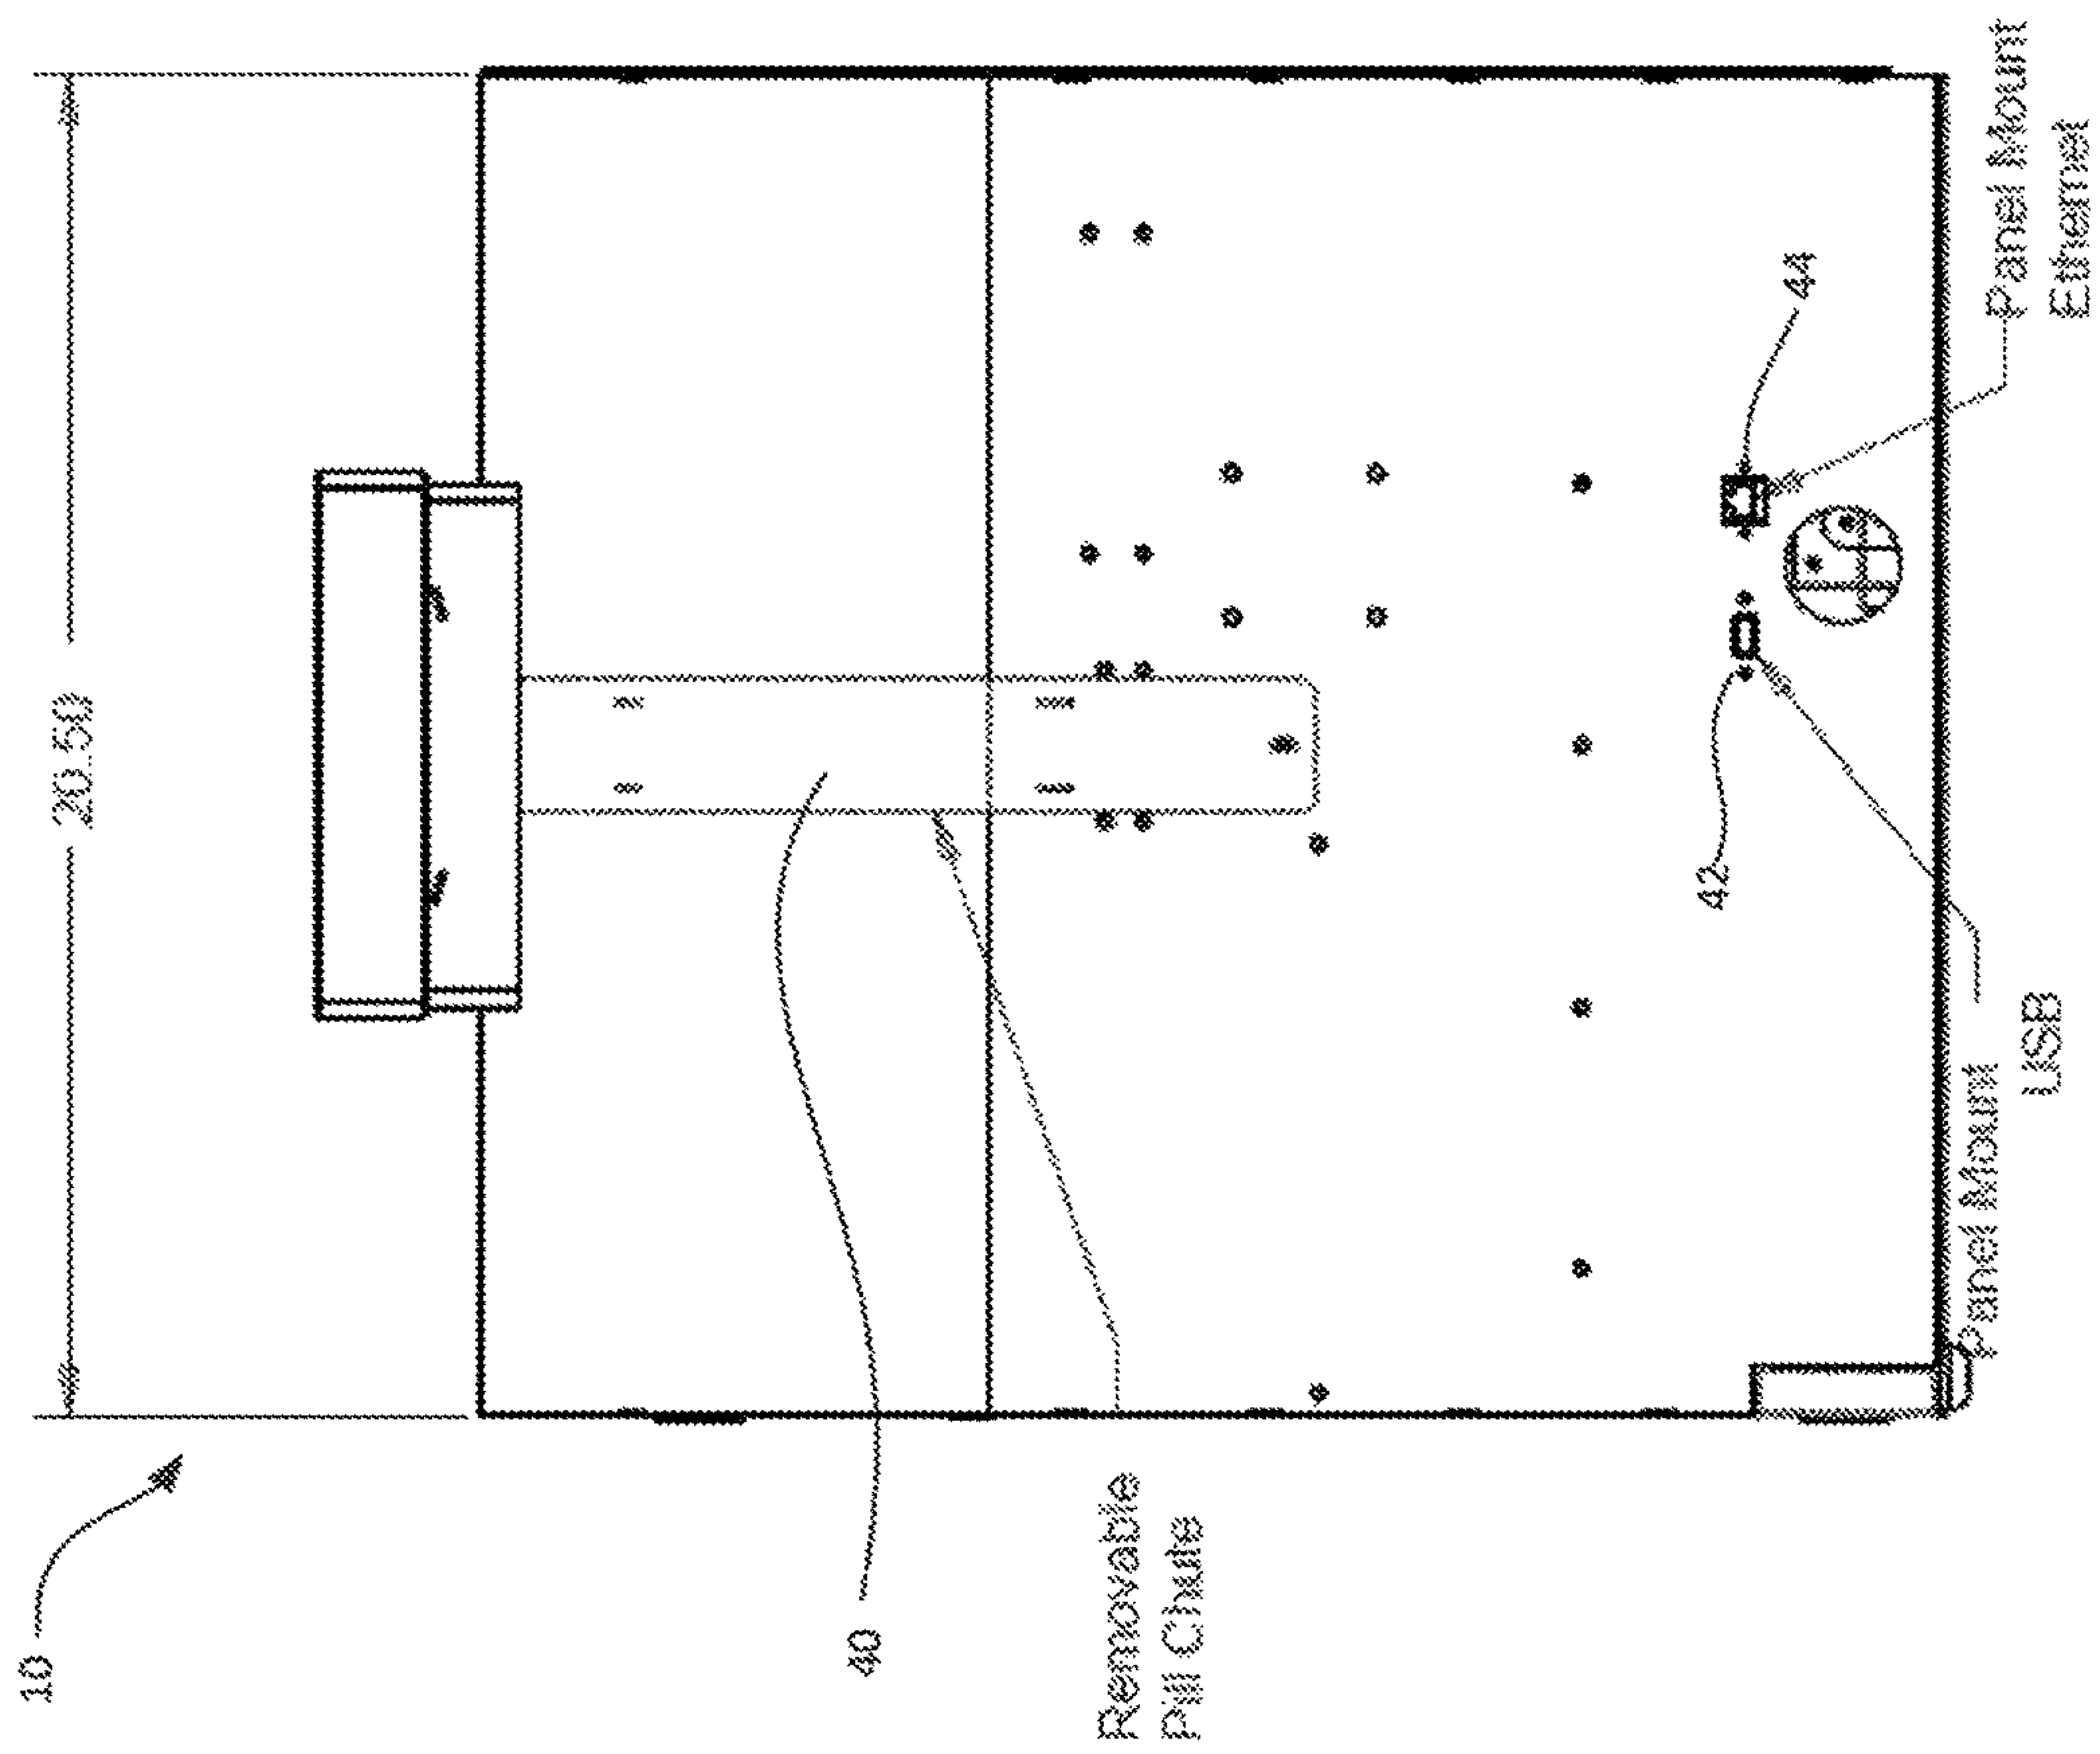 10
20.50
40
Removable
Pill Chute
42
44
Panel Mount
USB
Panel Mount
Ethernet